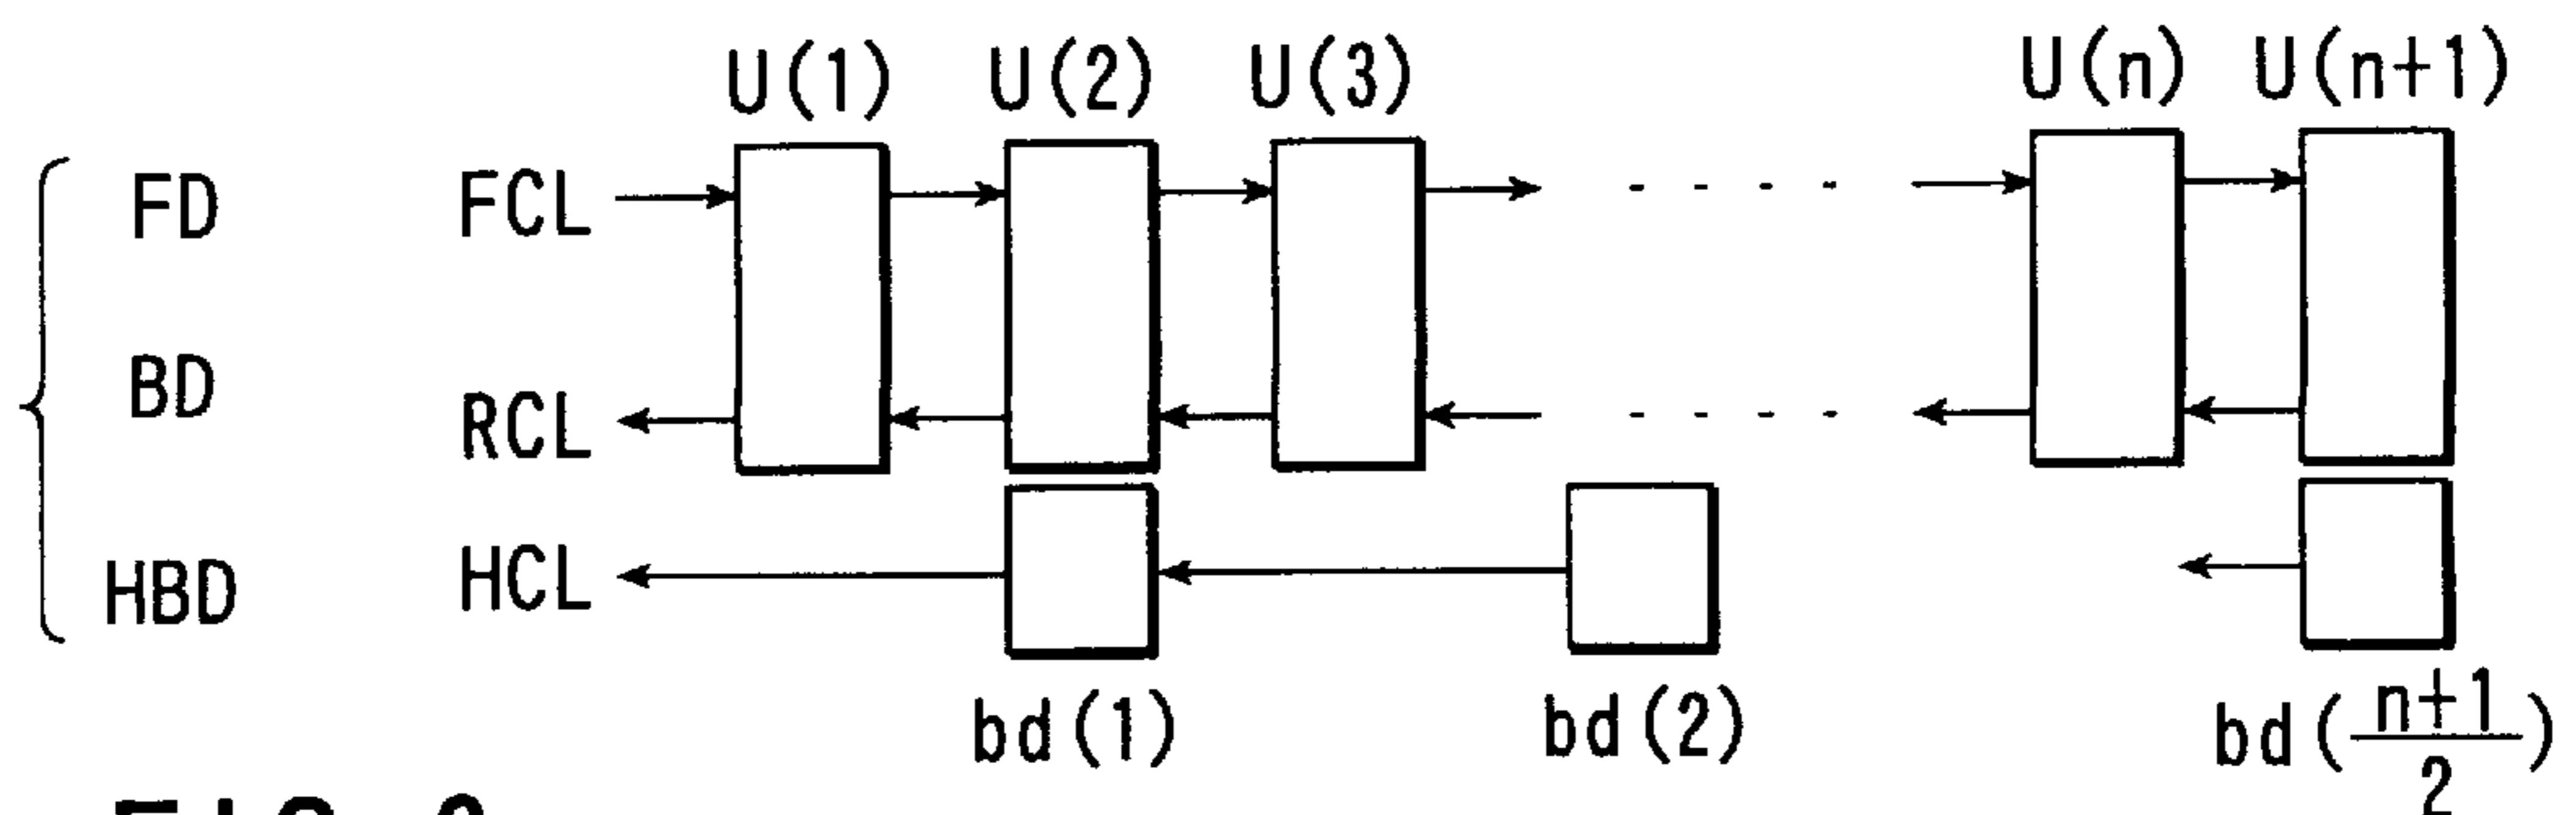 U(1) U(2) U(3) U(n) U(n+1)
FD FCL
BD
RCL
HBD HCL
bd(1) bd(2) bd(n+1/2)